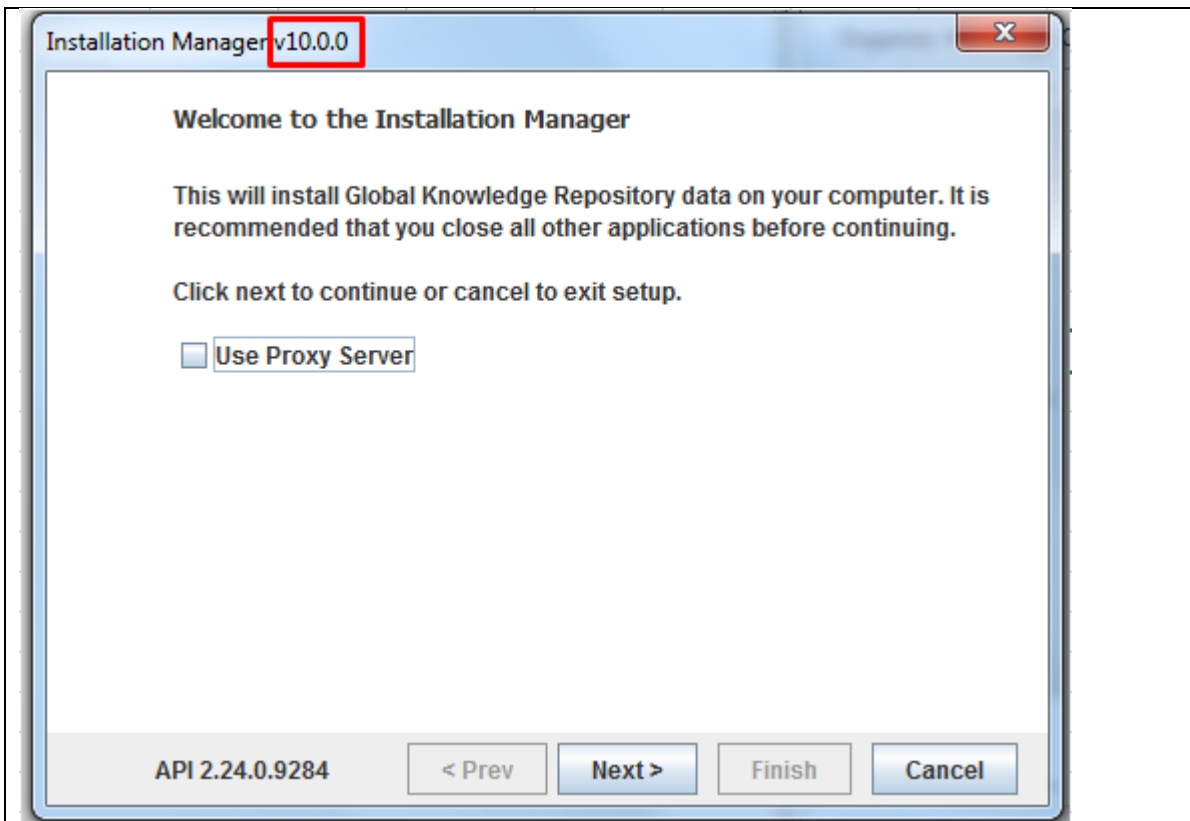 Installation Manager v10.0.0
Welcome to the Installation Manager
This will install Global Knowledge Repository data on your computer. It is
recommended that you close all other applications before continuing.
Click next to continue or cancel to exit setup.
Use Proxy Server
API 2.24.0.9284 < Prev Next > Finish Cancel